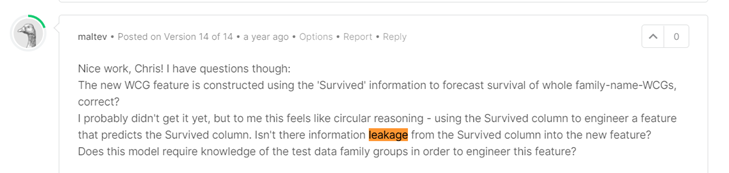 maltev • Posted on Version 14 of 14 • a year ago • Options • Report • Reply
0
Nice work, Chris! I have questions though:
The new WCG feature is constructed using the 'Survived' information to forecast survival of whole family-name-WCGs,
correct?
I probably didn't get it yet, but to me this feels like circular reasoning - using the Survived column to engineer a feature
that predicts the Survived column. Isn't there information leakage from the Survived column into the new feature?
Does this model require knowledge of the test data family groups in order to engineer this feature?